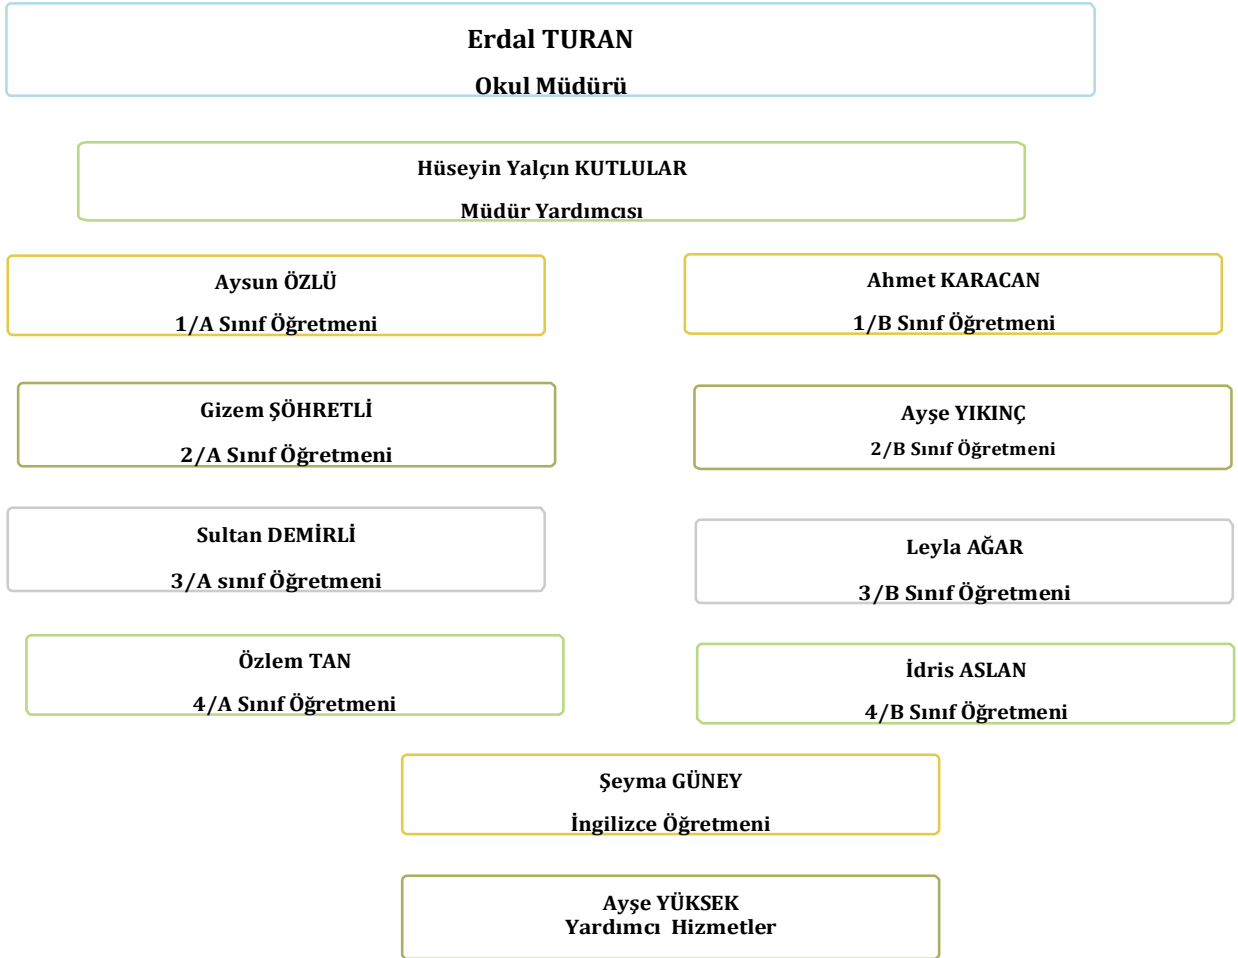 Erdal TURAN
Okul Müdürü
Hüseyin Yalçın KUTLULAR
Müdür Yardımcısı
Aysun ÖZLÜ
1/A Sınıf Öğretmeni
Ahmet KARACAN
1/B Sınıf Öğretmeni
Gizem ŞÖHRETLİ
2/A Sınıf Öğretmeni
Ayşe YIKINÇ
2/B Sınıf Öğretmeni
Sultan DEMİRLİ
3/A sınıf Öğretmeni
Leyla AĞAR
3/B Sınıf Öğretmeni
Özlem TAN
4/A Sınıf Öğretmeni
İdris ASLAN
4/B Sınıf Öğretmeni
Şeyma GÜNEY
İngilizce Öğretmeni
Ayşe YÜKSEK
Yardımcı Hizmetler